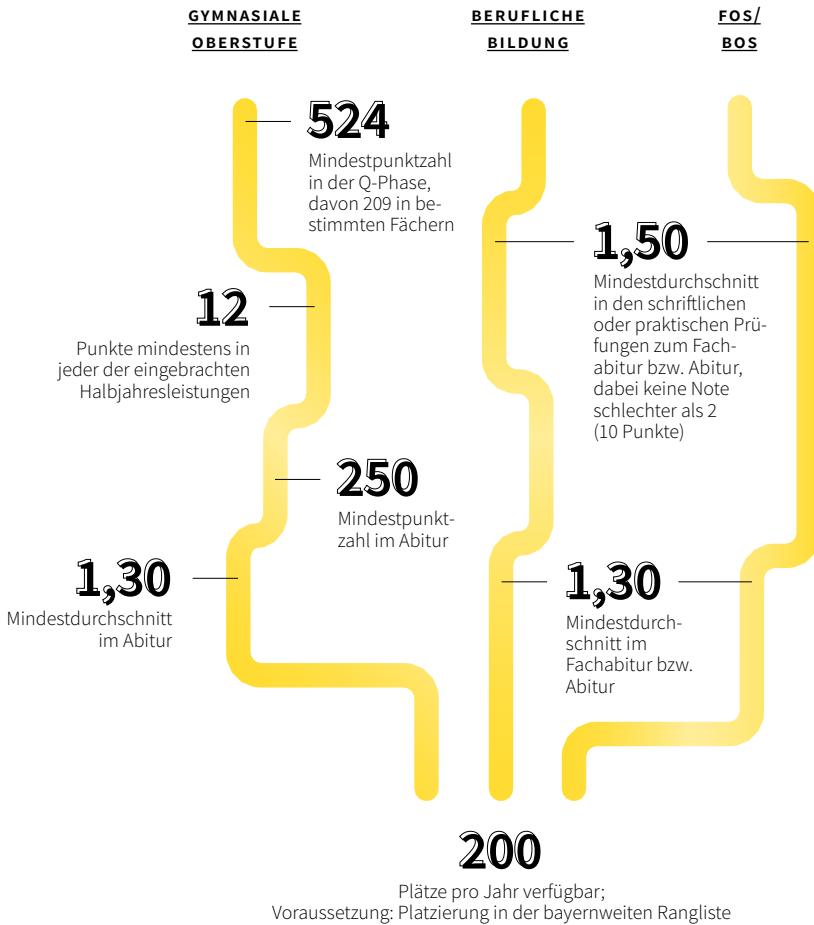 GYMNASIALE
OBERSTUFE
BERUFLICHE
BILDUNG
FOS/
BOS
524
Mindestpunktzahl
in der Q-Phase,
davon 209 in be-
stimmten Fächern
12
Punkte mindestens in
jeder der eingebrachten
Halbjahresleistungen
250
Mindestpunkt-
zahl im Abitur
1,30
Mindestdurchschnitt
im Abitur
1,50
Mindestdurchschnitt
in den schriftlichen
oder praktischen Prü-
fungen zum Fach-
abitur bzw. Abitur,
dabei keine Note
schlechter als 2
(10 Punkte)
1,30
Mindestdurch-
schnitt im
Fachabitur bzw.
Abitur
200
Plätze pro Jahr verfügbar;
Voraussetzung: Platzierung in der bayernweiten Rangliste